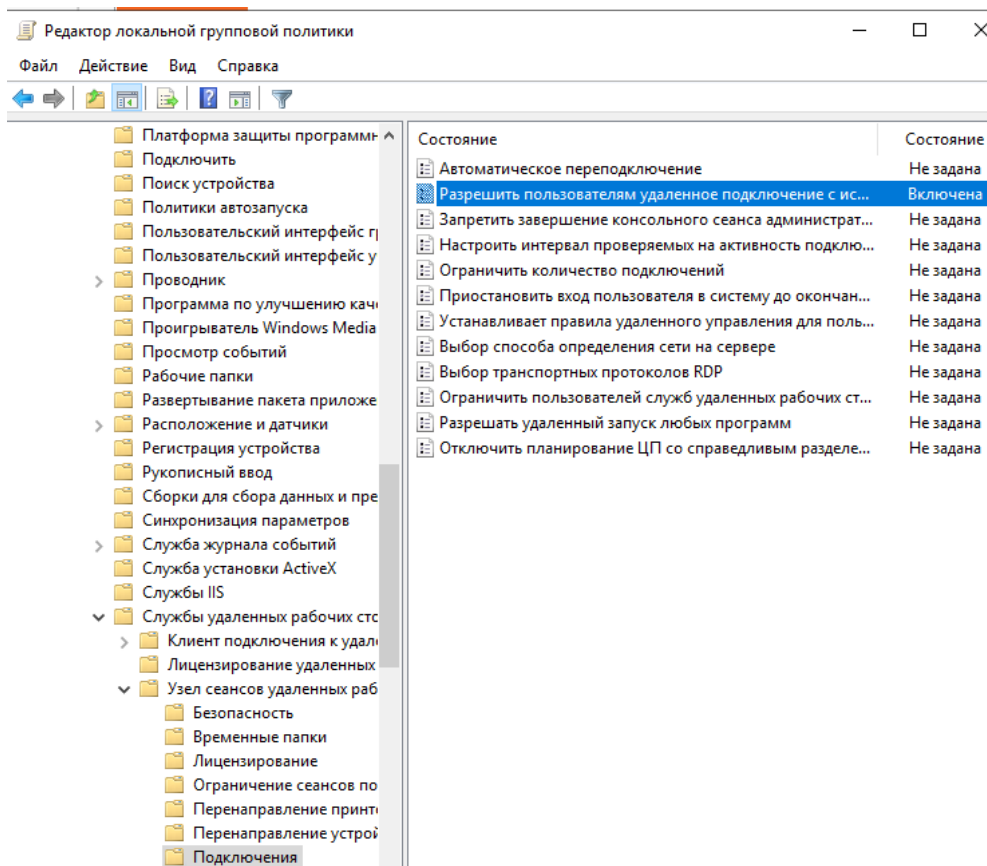 Редактор локальной групповой политики
Файл Действие Вид Справка
Платформа защиты программн
Подключить
Поиск устройства
Политики автозапуска
Пользовательский интерфейс г
Пользовательский интерфейс у
Проводник
Программа по улучшению каче
Проигрыватель Windows Media
Просмотр событий
Рабочие папки
Развертывание пакета приложе
Расположение и датчики
Регистрация устройства
Рукописный ввод
Сборки для сбора данных и пре
Синхронизация параметров
Служба журнала событий
Служба установки ActiveX
Службы IIS
Службы удаленных рабочих сто
Клиент подключения к удале
Лицензирование удаленных
Узел сеансов удаленных раб
Безопасность
Временные папки
Лицензирование
Ограничение сеансов по
Перенаправление принте
Перенаправление устрой
Подключения
Состояние Состояние
Автоматическое переподключение Не задана
Разрешить пользователям удаленное подключение с ис... Включена
Запретить завершение консольного сеанса администрат... Не задана
Настроить интервал проверяемых на активность подклю... Не задана
Ограничить количество подключений Не задана
Приостановить вход пользователя в систему до окончан... Не задана
Устанавливает правила удаленного управления для поль... Не задана
Выбор способа определения сети на сервере Не задана
Выбор транспортных протоколов RDP Не задана
Ограничить пользователей служб удаленных рабочих ст... Не задана
Разрешать удаленный запуск любых программ Не задана
Отключить планирование ЦП со справедливым разделе... Не задана